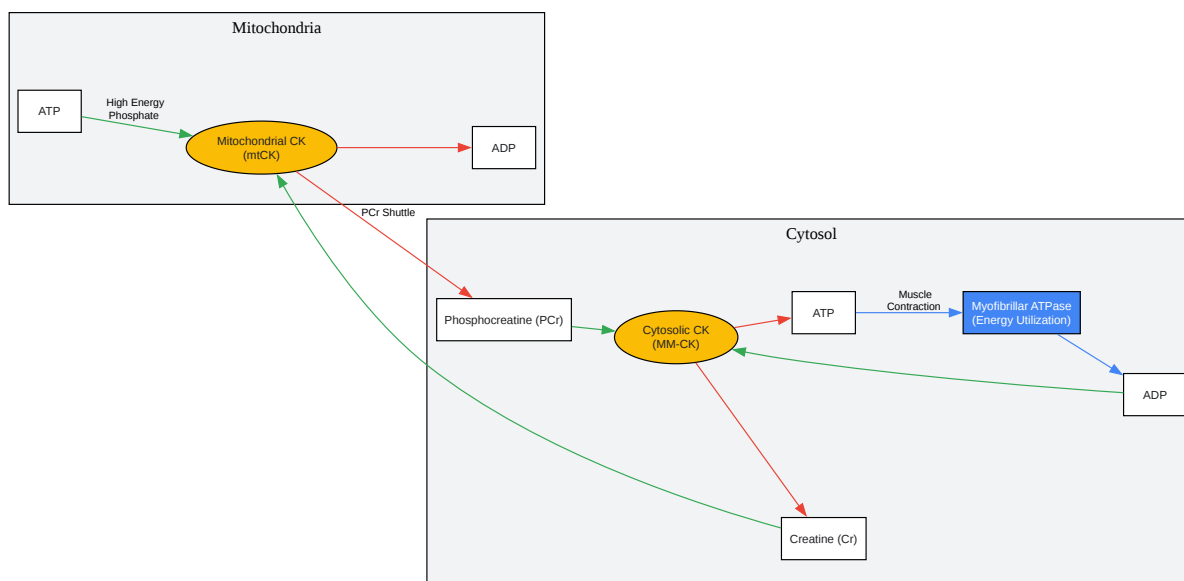 Mitochondria
ATP
High Energy
Phosphate
Mitochondrial CK
(mtCK)
ADP
PCr Shuttle
Cytosol
Phosphocreatine (PCr)
Cytosolic CK
(MM-CK)
ATP
Muscle
Contraction
Myofibrillar ATPase
(Energy Utilization)
ADP
Creatine (Cr)